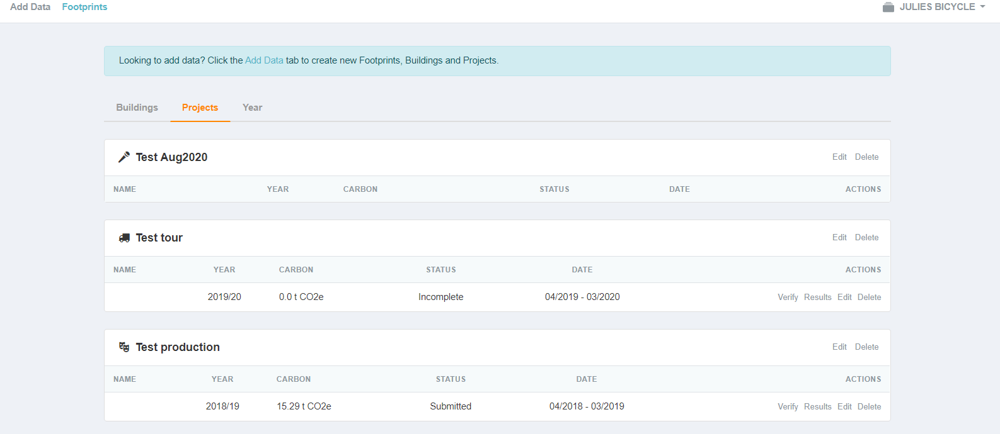 Add Data Footprints JULIES BICYCLE
Looking to add data? Click the Add Data tab to create new Footprints, Buildings and Projects.
Buildings Projects Year
Test Aug2020 Edit Delete
NAME YEAR CARBON STATUS DATE ACTIONS
Test tour Edit Delete
NAME YEAR CARBON STATUS DATE ACTIONS
2019/20 0.0 t CO2e Incomplete 04/2019 - 03/2020 Verify Results Edit Delete
Test production Edit Delete
NAME YEAR CARBON STATUS DATE ACTIONS
2018/19 15.29 t CO2e Submitted 04/2018 - 03/2019 Verify Results Edit Delete